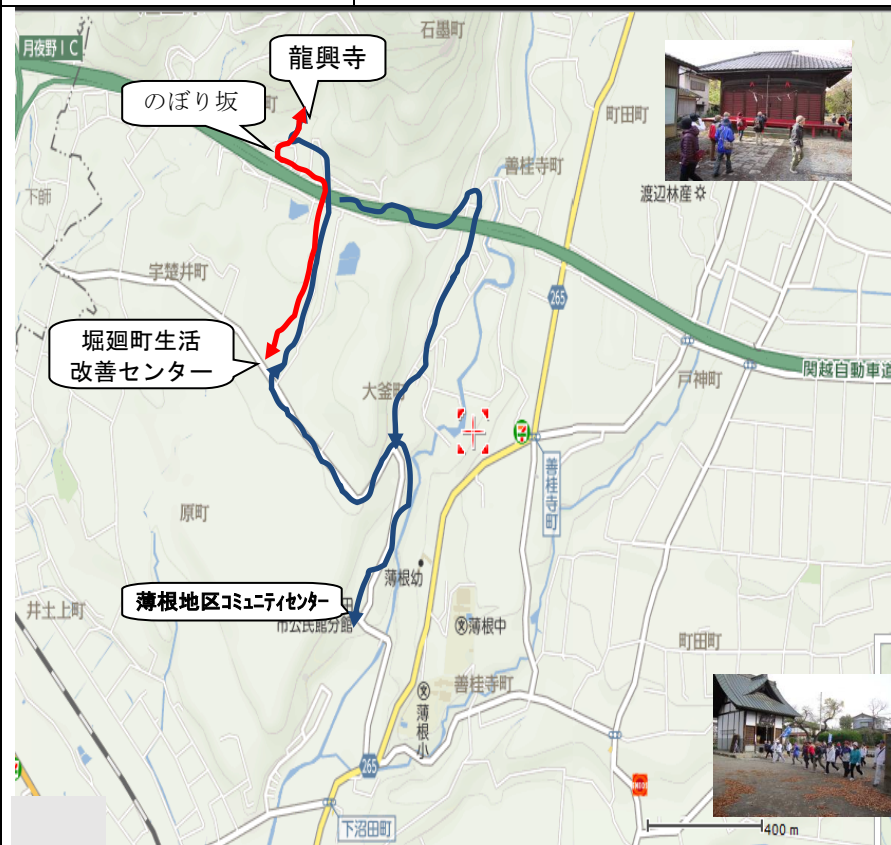 石墨町
月夜野IC
龍興寺
のぼり坂
町
町田町
善桂寺町
渡辺林産
下師
宇楚井町
265
堀廻町生活
改善センター
大釜町
関越自動車道
戸神町
善桂寺町
原町
薄根幼
薄根地区コミュニティセンター
田
市公民館分館
井土上町
文薄根中
町田町
善桂寺町
文
薄根小
265
下沼田町
400 m